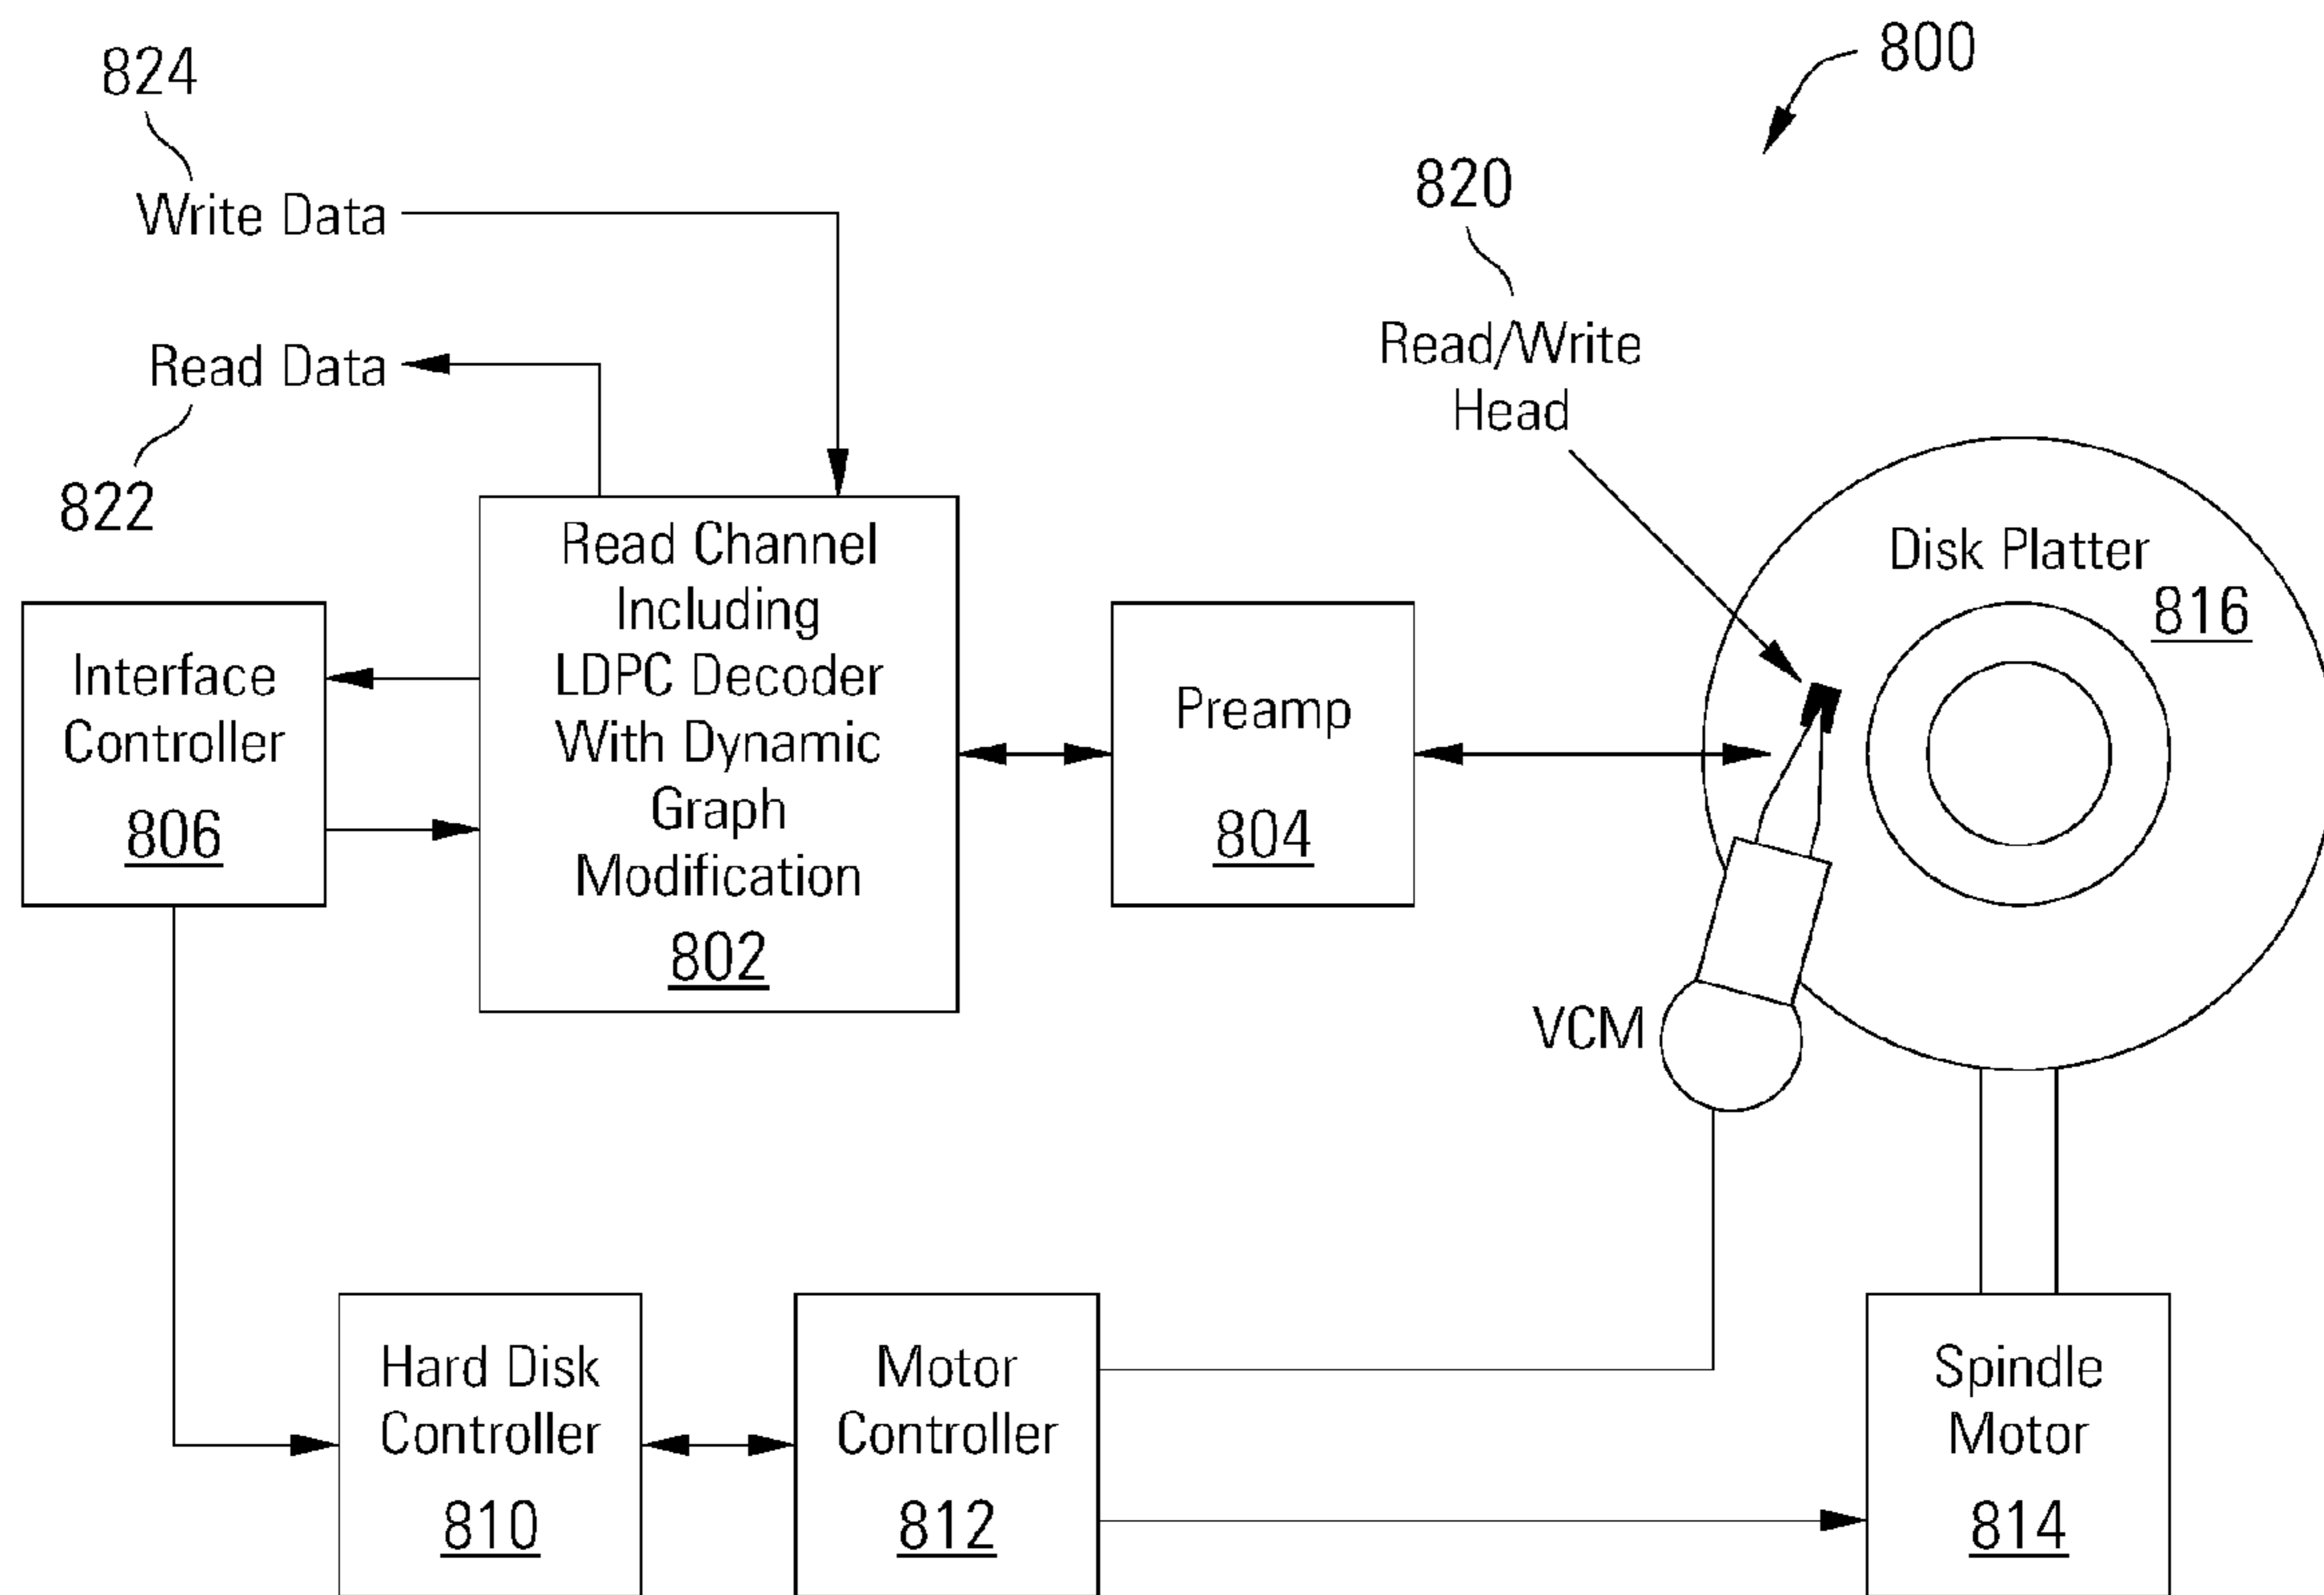 800
824
Write Data
820
Read/Write
Head
Read Data
822
Read Channel
Including
LDPC Decoder
With Dynamic
Graph
Modification
802
Interface
Controller
806
Preamp
804
Disk Platter
816
VCM
Hard Disk
Controller
810
Motor
Controller
812
Spindle
Motor
814